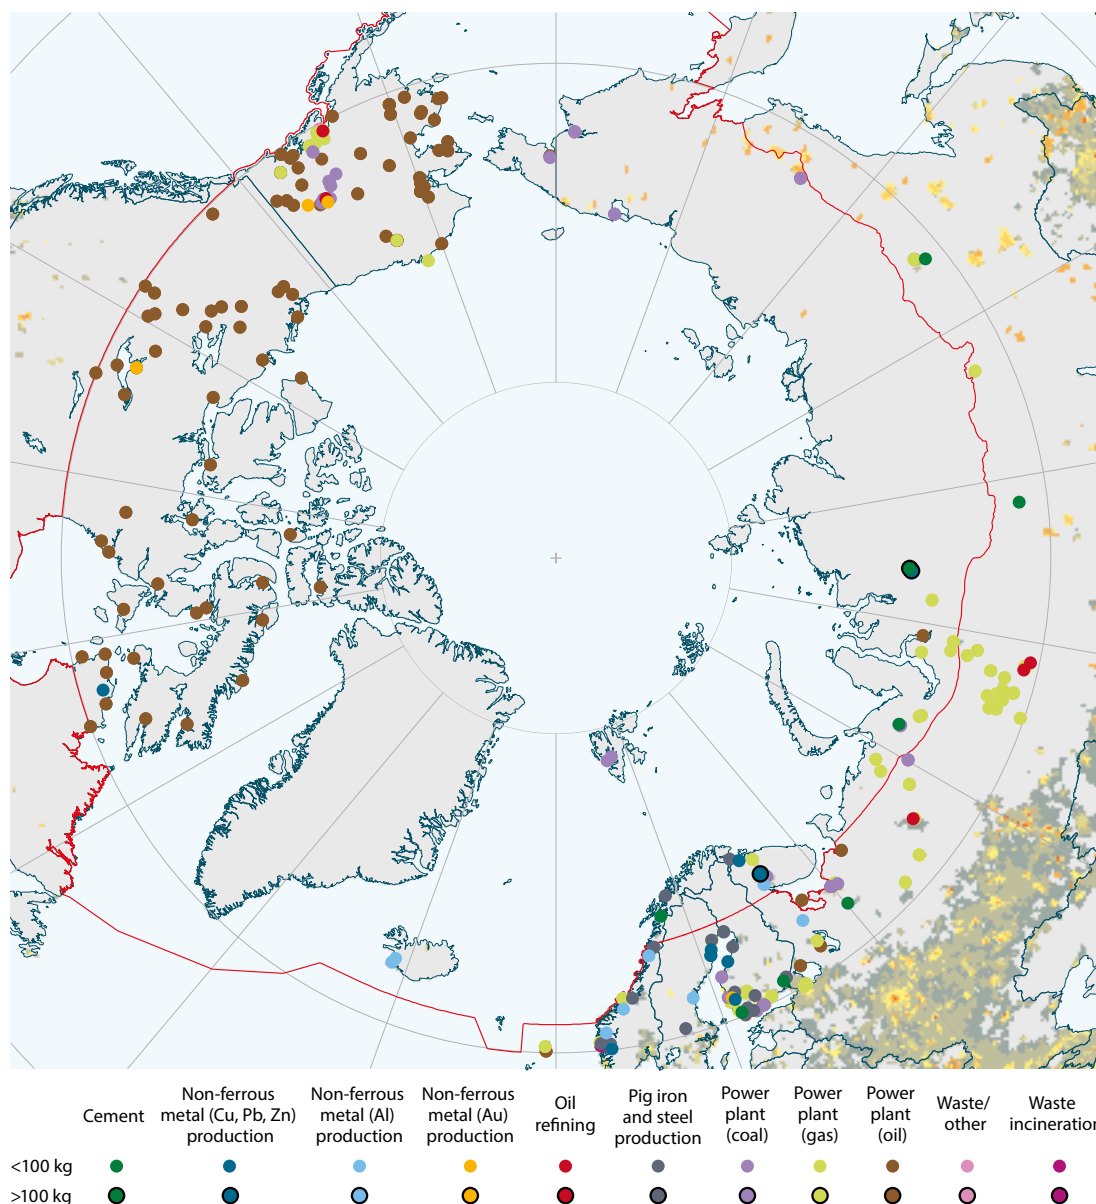 Cement
Non-ferrous
metal (Cu, Pb, Zn)
production
Non-ferrous
metal (Al)
production
Non-ferrous
metal (Au)
production
Oil
refining
Pig iron
and steel
production
Power
plant
(coal)
Power
plant
(gas)
Power
plant
(oil)
Waste/
other
Waste
incineration
<100 kg
>100 kg